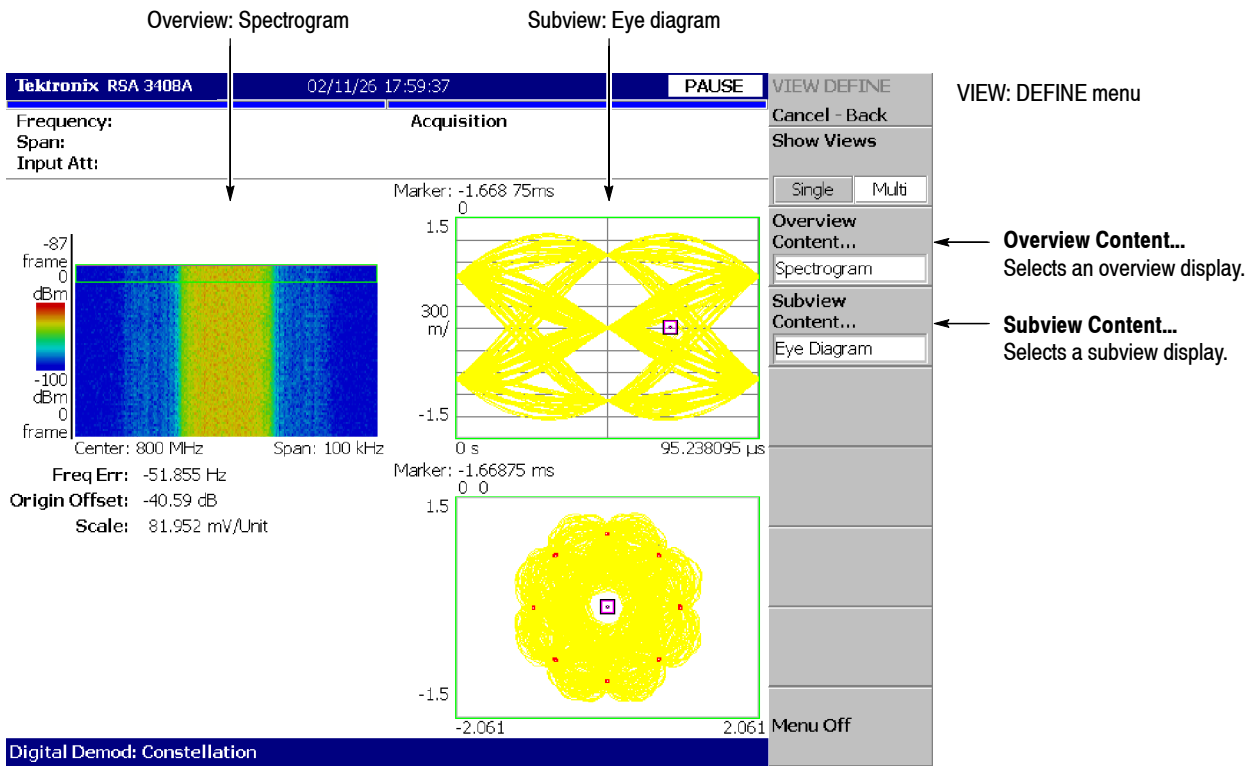 Overview: Spectrogram
Subview: Eye diagram
Tektronix RSA 3408A
02/11/26 17:59:37
PAUSE
VIEW DEFINE
VIEW: DEFINE menu
Frequency:
Acquisition
Cancel - Back
Span:
Input Att:
Show Views
Single
Multi
Marker: -1.668 75ms
0
1.5
300
m/
-1.5
0 s
95.238095 µs
-87
frame
0
dBm
-100
dBm
0
frame
Center: 800 MHz
Span: 100 kHz
Freq Err: -51.855 Hz
Origin Offset: -40.59 dB
Scale: 81.952 mV/Unit
Marker: -1.66875 ms
0 0
1.5
-1.5
-2.061
2.061
Overview
Content...
Spectrogram
Overview Content...
Selects an overview display.
Subview
Content...
Eye Diagram
Subview Content...
Selects a subview display.
Menu Off
Digital Demod: Constellation